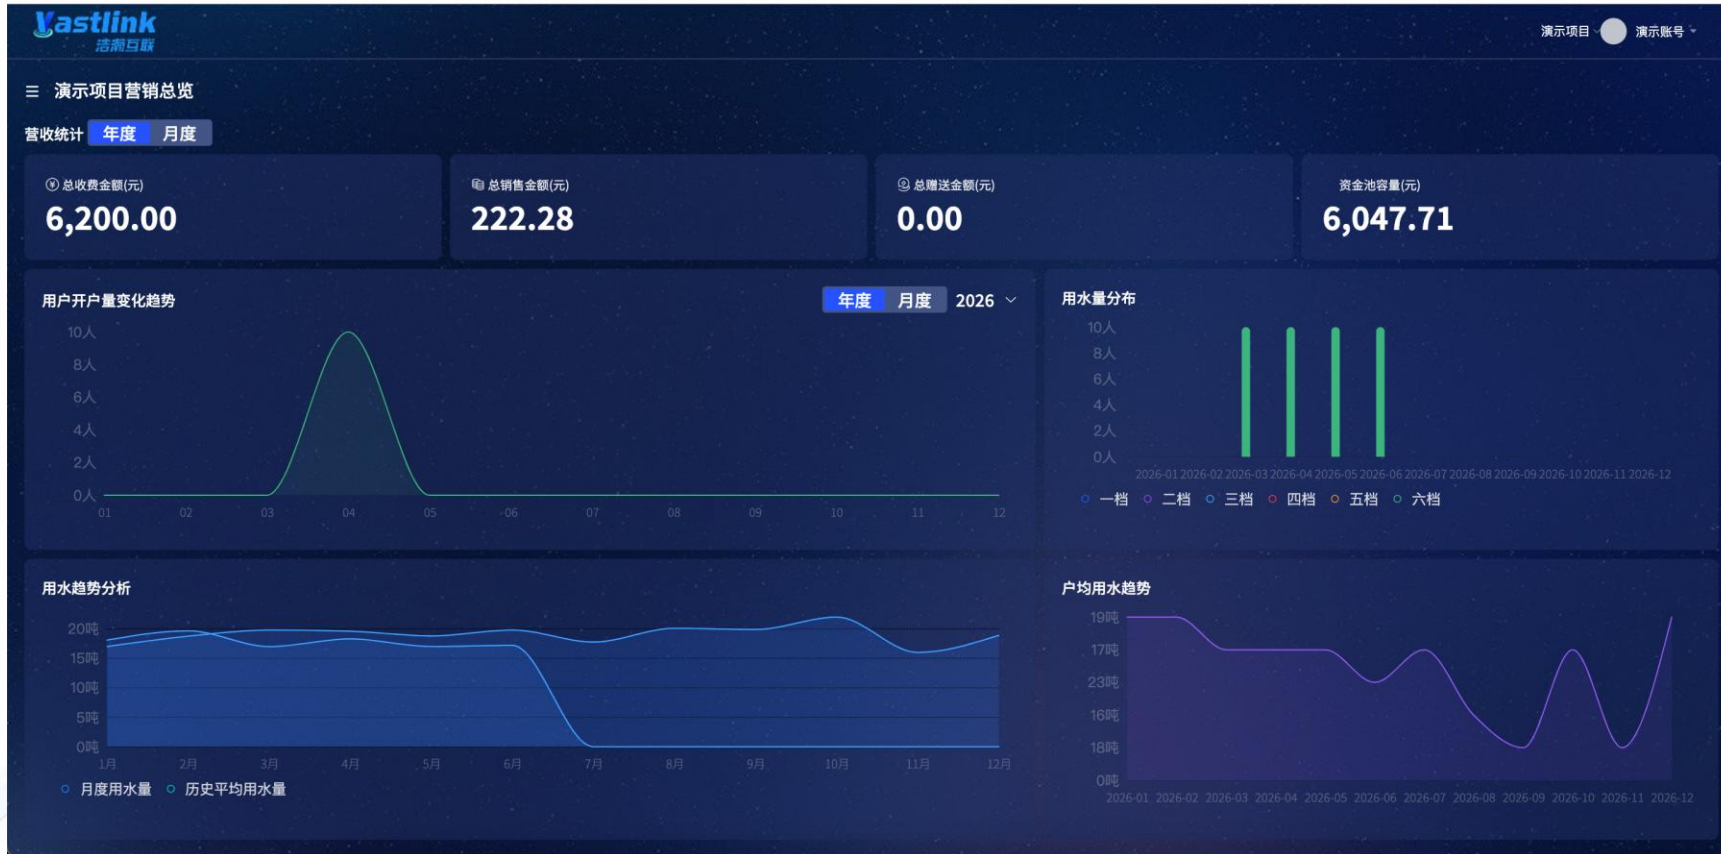 Vastlink
浩瀚互联
演示项目 演示账号
演示项目营销总览
营收统计 年度 月度
总收费金额(元) 总销售金额(元) 总赠送金额(元) 资金池容量(元)
6,200.00 222.28 0.00 6,047.71
用户开户量变化趋势 年度 月度 2026
10人
8人
6人
4人
2人
0人
01 02 03 04 05 06 07 08 09 10 11 12
用水量分布
10人
8人
6人
4人
2人
0人
2026-01 2026-02 2026-03 2026-04 2026-05 2026-06 2026-07 2026-08 2026-09 2026-10 2026-11 2026-12
一档 二档 三档 四档 五档 六档
用水趋势分析
20吨
15吨
10吨
5吨
0吨
1月 2月 3月 4月 5月 6月 7月 8月 9月 10月 11月 12月
月度用水量 历史平均用水量
户均用水趋势
19吨
17吨
23吨
16吨
18吨
0吨
2026-01 2026-02 2026-03 2026-04 2026-05 2026-06 2026-07 2026-08 2026-09 2026-10 2026-11 2026-12